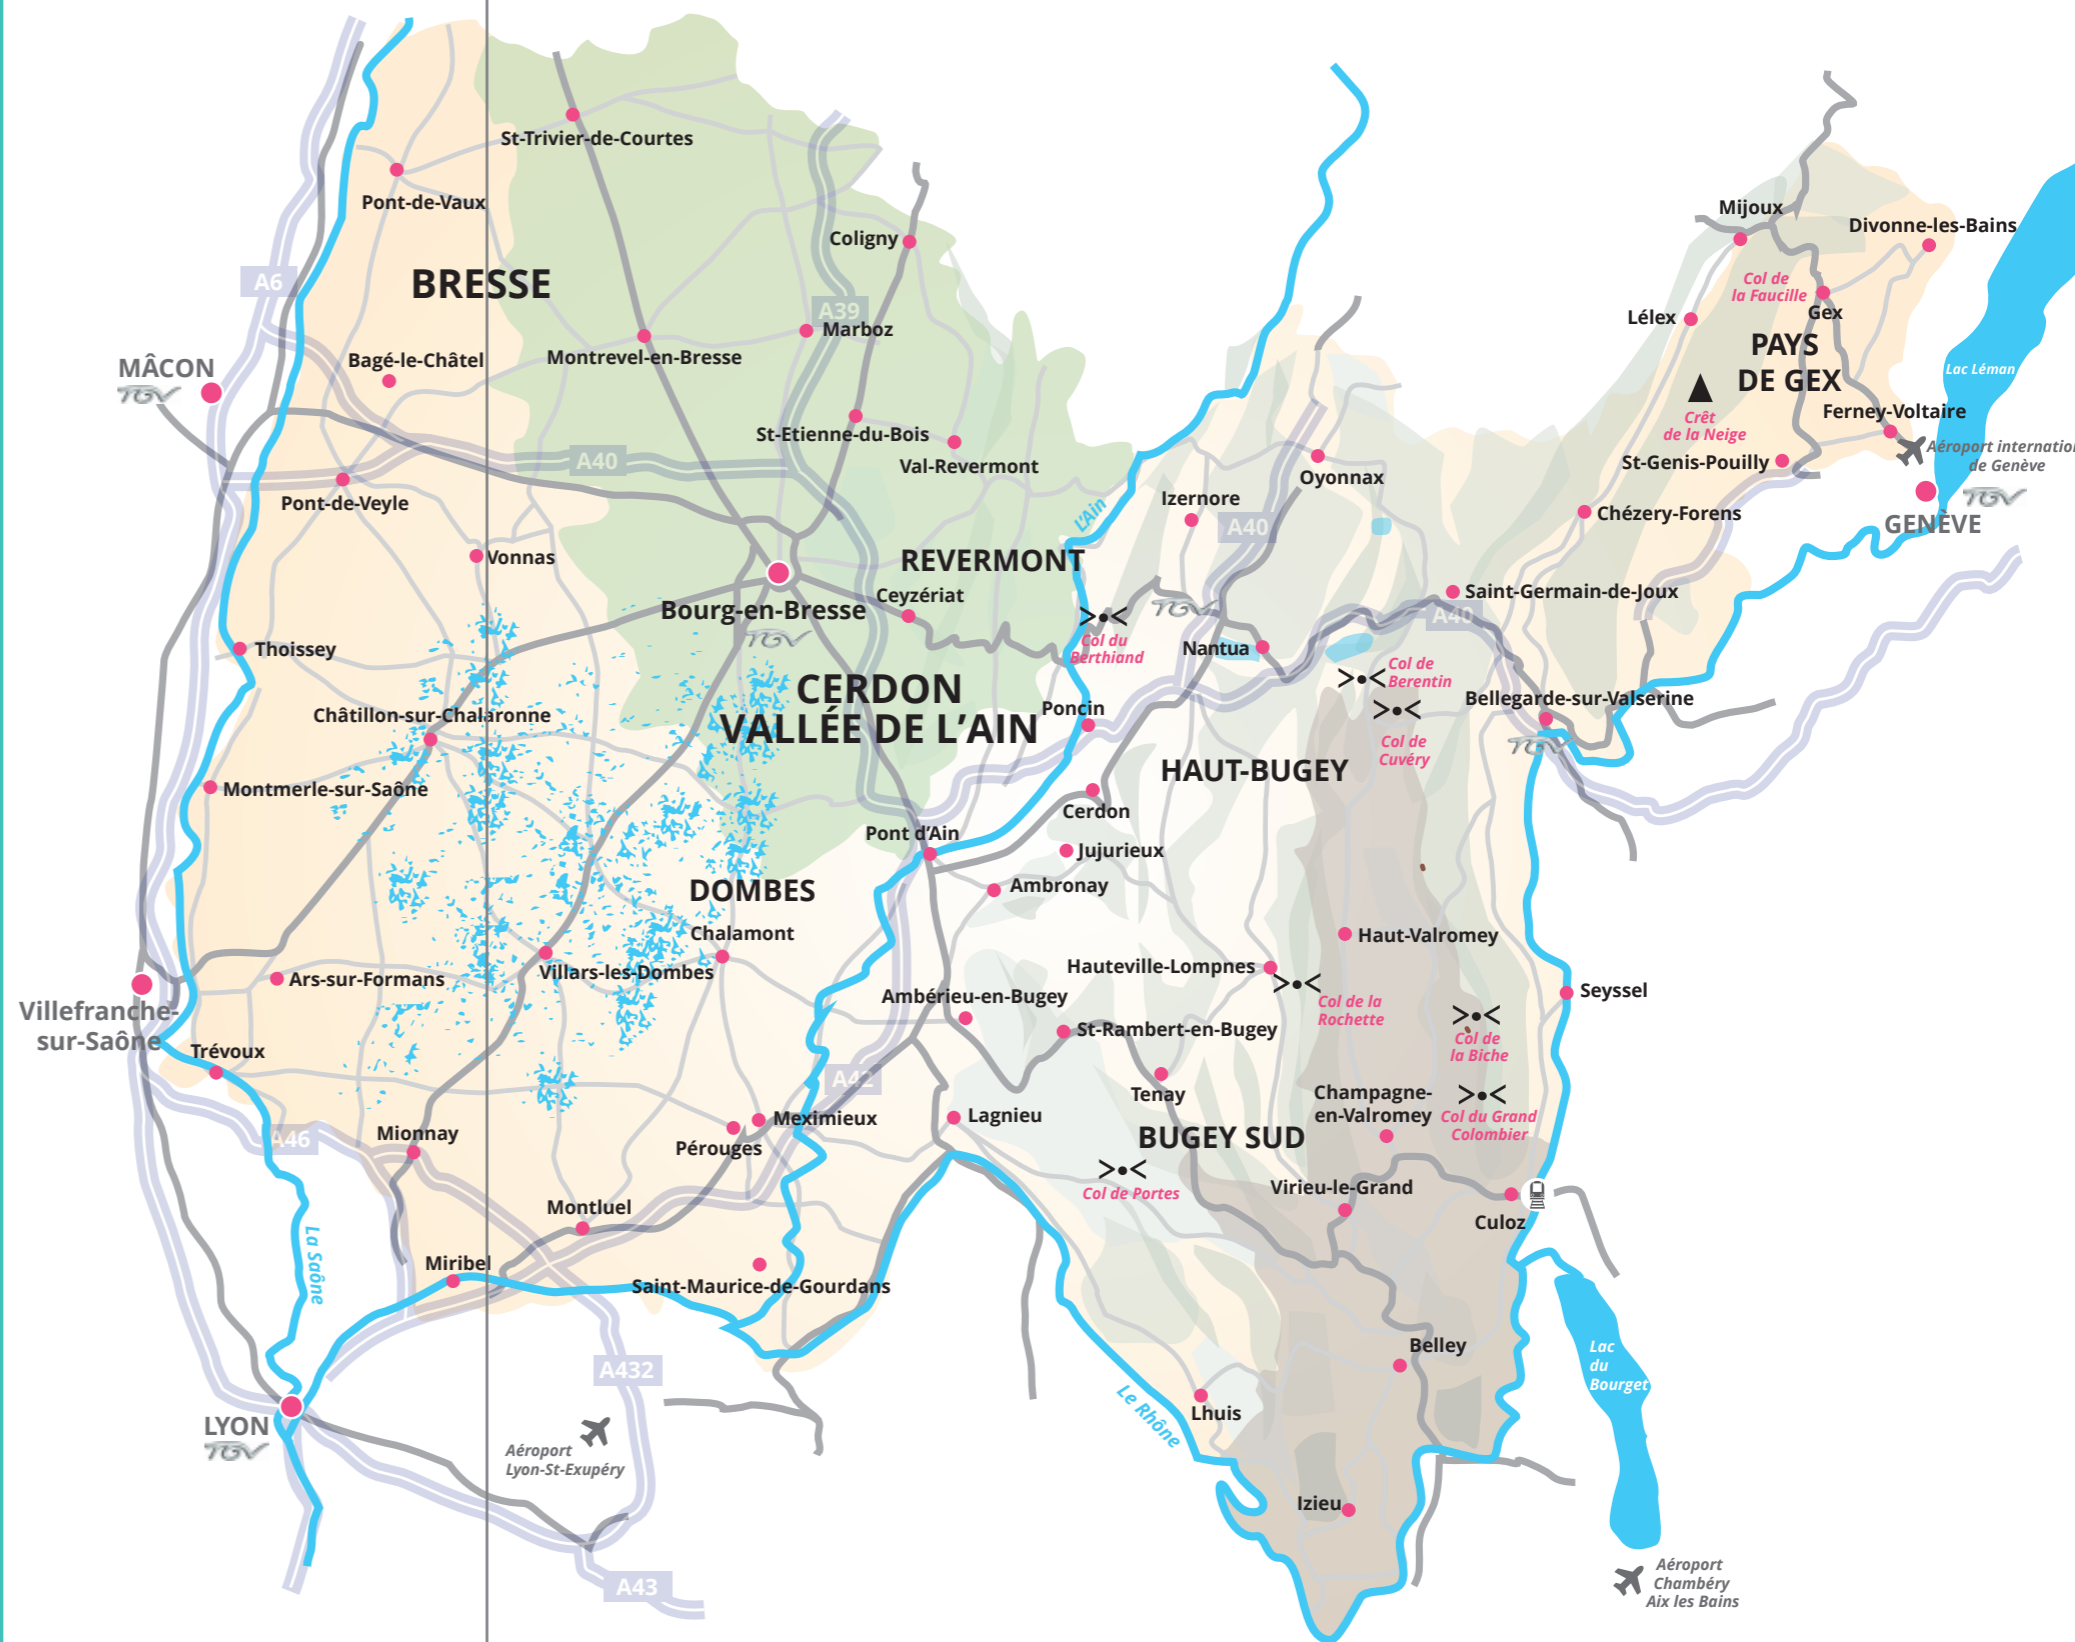 St-Trivier-de-Courtes
Pont-de-Vaux
Mijoux
Divonne-les-Bains
Coligny
BRESSE
A6
A39
Col de
la Faucille
Gex
Lélex
Marboz
Montrevel-en-Bresse
Bagé-le-Châtel
MÂCON
TGV
PAYS
DE GEX
Lac Léman
Crêt
de la Neige
Ferney-Voltaire
St-Etienne-du-Bois
Val-Revermont
A40
Aéroport internation
de Genève
St-Genis-Pouilly
Oyonnax
Izernore
Pont-de-Veyle
L'Ain
A40
Chézery-Forens
TGV
GENÈVE
Vonnas
REVERMONT
Ceyzériat
Bourg-en-Bresse
TGV
TGV
Saint-Germain-de-Joux
A40
Thoissey
Col du
Berthiand
Nantua
Col de
Berentin
CERDON
VALLÉE DE L'AIN
Poncin
Bellegarde-sur-Valserine
TGV
Châtillon-sur-Chalaronne
Col de
Cuvéry
HAUT-BUGEY
Montmerle-sur-Saône
Cerdon
Pont d'Ain
Jujurieux
Ambronay
DOMBES
Chalamont
Haut-Valromey
Villars-les-Dombes
Ars-sur-Formans
Hauteville-Lompnes
Ambérieu-en-Bugey
Seyssel
Col de la
Rochette
Villefranche-
sur-Saône
St-Rambert-en-Bugey
Col de
la Biche
Trévoux
A42
Tenay
Champagne-
en-Valromey
Col du Grand
Colombier
Lagnieu
Meximieux
Pérouges
A46
Mionnay
BUGEY SUD
Col de Portes
Virieu-le-Grand
Culoz
Montluel
Miribel
La Saône
Saint-Maurice-de-Gourdans
Belley
Lac
du
Bourget
A432
Le Rhône
Lhuis
LYON
TGV
Aéroport
Lyon-St-Exupéry
Izieu
A43
Aéroport
Chambéry
Aix les Bains